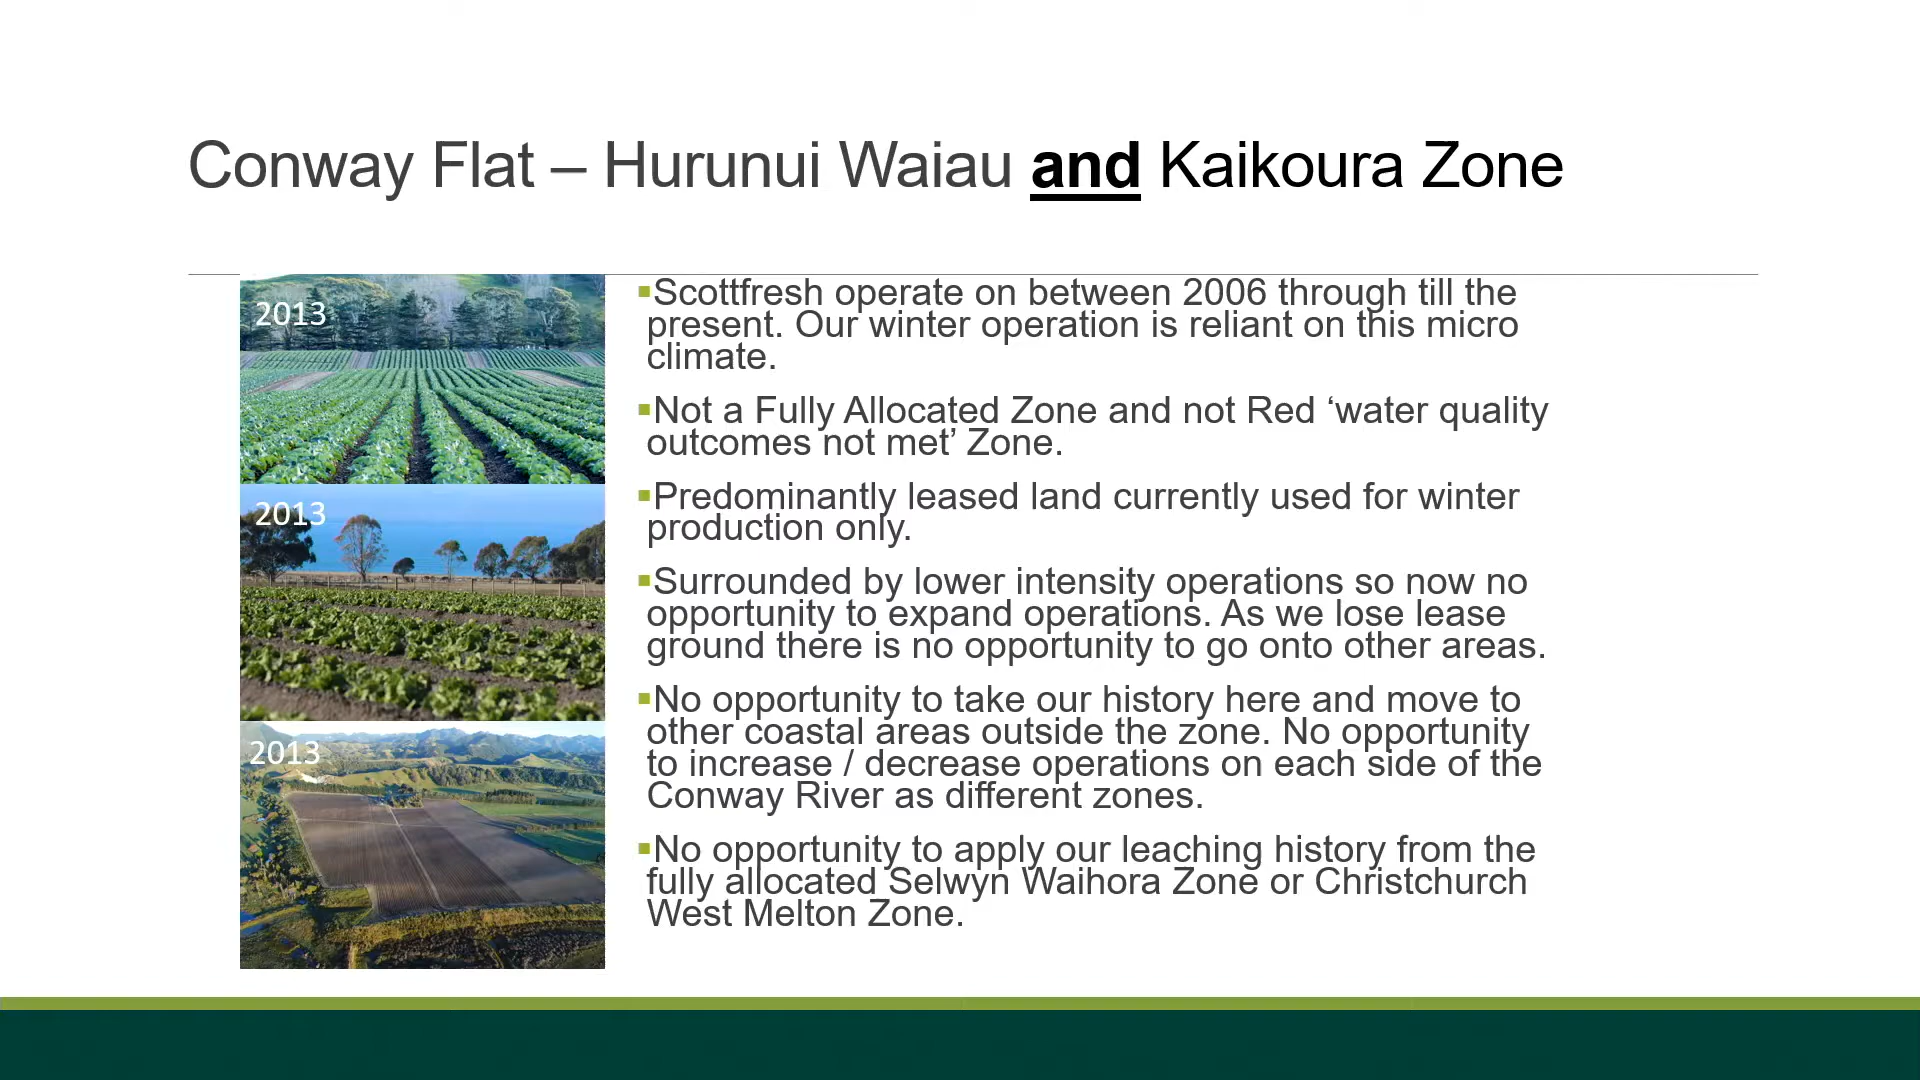 Conway Flat – Hurunui Waiau and Kaikoura Zone
2013
2013
2013
▪Scottfresh operate on between 2006 through till the
present. Our winter operation is reliant on this micro
climate.
▪Not a Fully Allocated Zone and not Red ‘water quality
outcomes not met’ Zone.
▪Predominantly leased land currently used for winter
production only.
▪Surrounded by lower intensity operations so now no
opportunity to expand operations. As we lose lease
ground there is no opportunity to go onto other areas.
▪No opportunity to take our history here and move to
other coastal areas outside the zone. No opportunity
to increase / decrease operations on each side of the
Conway River as different zones.
▪No opportunity to apply our leaching history from the
fully allocated Selwyn Waihora Zone or Christchurch
West Melton Zone.